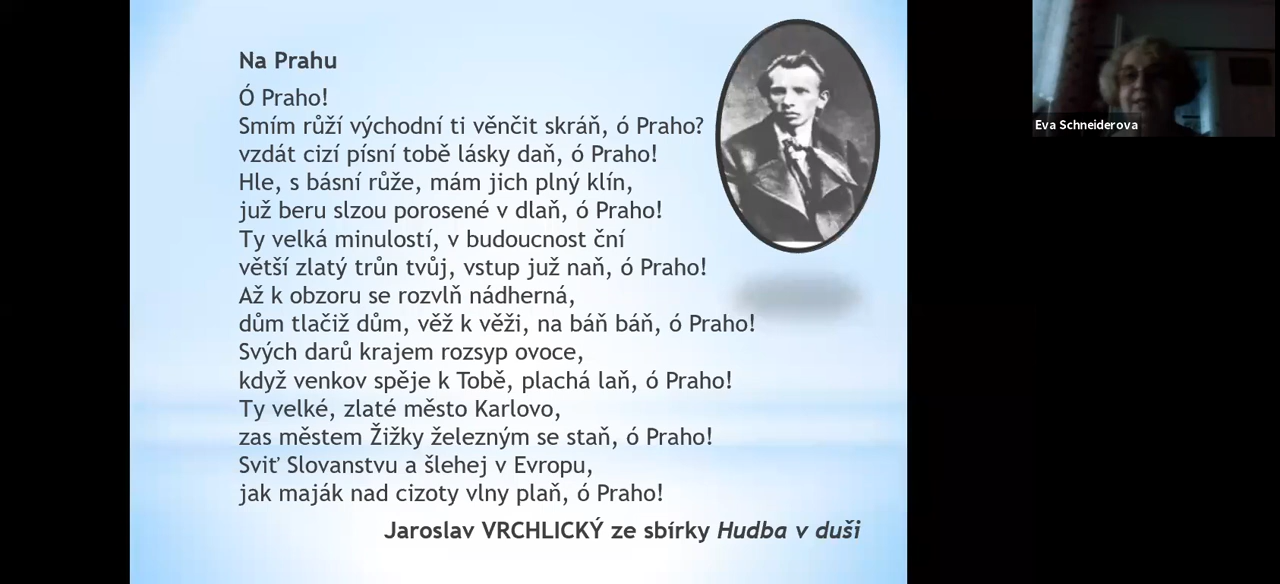 Na Prahu
Ó Praho!
Smím růží východní ti věnčit skráň, ó Praho?
vzdát cizí písní tobě lásky daň, ó Praho!
Hle, s básní růže, mám jich plný klín,
již beru slzou porosené v dlaň, ó Praho!
Ty velká minulostí, v budoucnost ční
větší zlatý trůn tvůj, vstup již naň, ó Praho!
Až k obzoru se rozvlň nádherná,
dům tlačiž dům, věž k věži, na báň báň, ó Praho!
Svých darů krajem rozsyp ovoce,
když venkov spěje k Tobě, plachá laň, ó Praho!
Ty velké, zlaté město Karlovo,
zas městem Žižky železným se staň, ó Praho!
Sviť Slovanstvu a šlehej v Evropu,
jak maják nad cizoty vlny plaň, ó Praho!
Jaroslav VRCHLICKÝ ze sbírky Hudba v duši
Eva Schneiderova